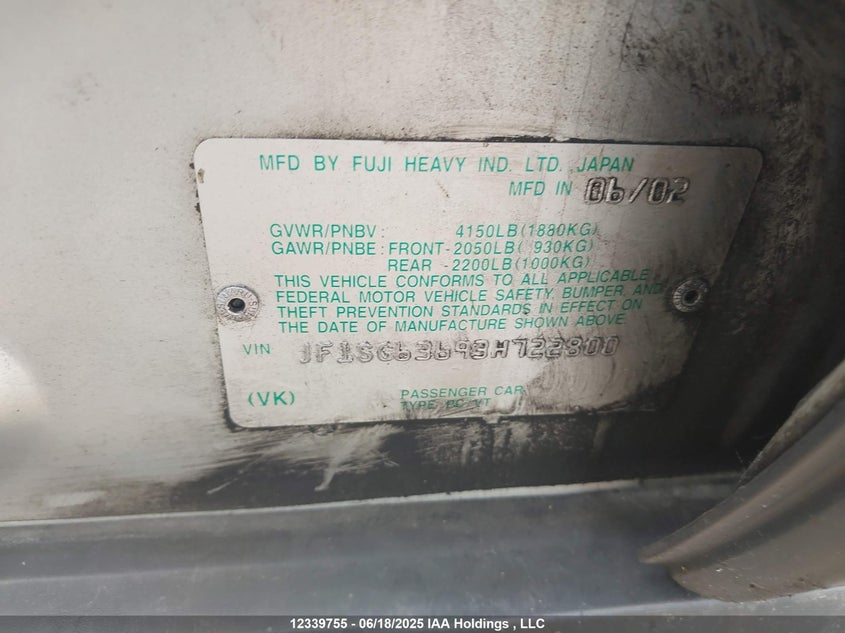 MFD BY FUJI HEAVY IND. LTD. JAPAN
MFD IN 06/02
GVWR/PNBV: 4150LB(1880KG)
GAWR/PNBE: FRONT-2050LB( 930KG)
REAR -2200LB(1000KG)
THIS VEHICLE CONFORMS TO ALL APPLICABLE
FEDERAL MOTOR VEHICLE SAFETY, BUMPER, AND
THEFT PREVENTION STANDARDS IN EFFECT ON
THE DATE OF MANUFACTURE SHOWN ABOVE.
VIN JF1SG63693H722800
(VK) PASSENGER CAR
TYPE
12339755 - 06/18/2025 IAA Holdings , LLC